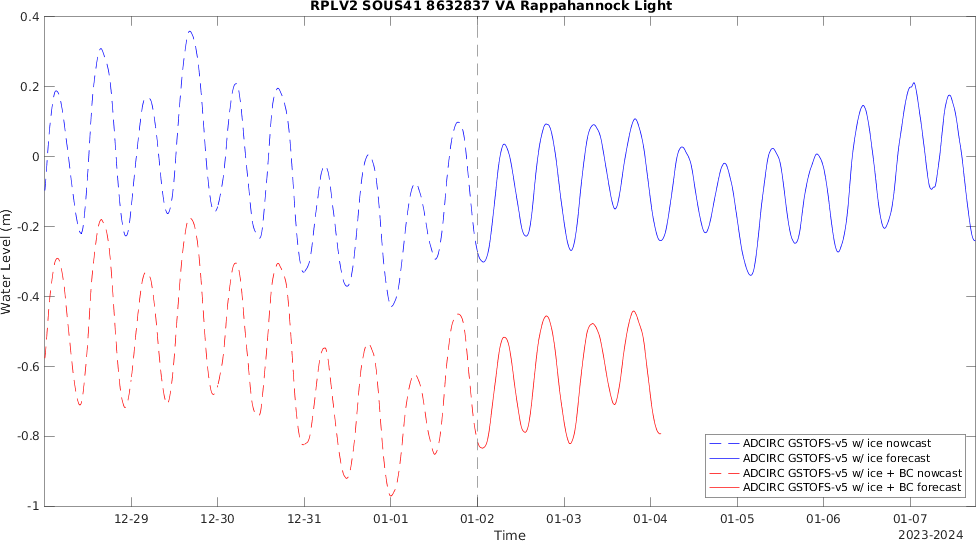 RPLV2 SOUS41 8632837 VA Rappahannock Light
0.4
0.2
0
-0.2
-0.4
-0.6
-0.8
-1
Water Level (m)
ADCIRC GSTOFS-v5 w/ ice nowcast
ADCIRC GSTOFS-v5 w/ ice forecast
ADCIRC GSTOFS-v5 w/ ice + BC nowcast
ADCIRC GSTOFS-v5 w/ ice + BC forecast
12-29 12-30 12-31 01-01 01-02 01-03 01-04 01-05 01-06 01-07
Time
2023-2024